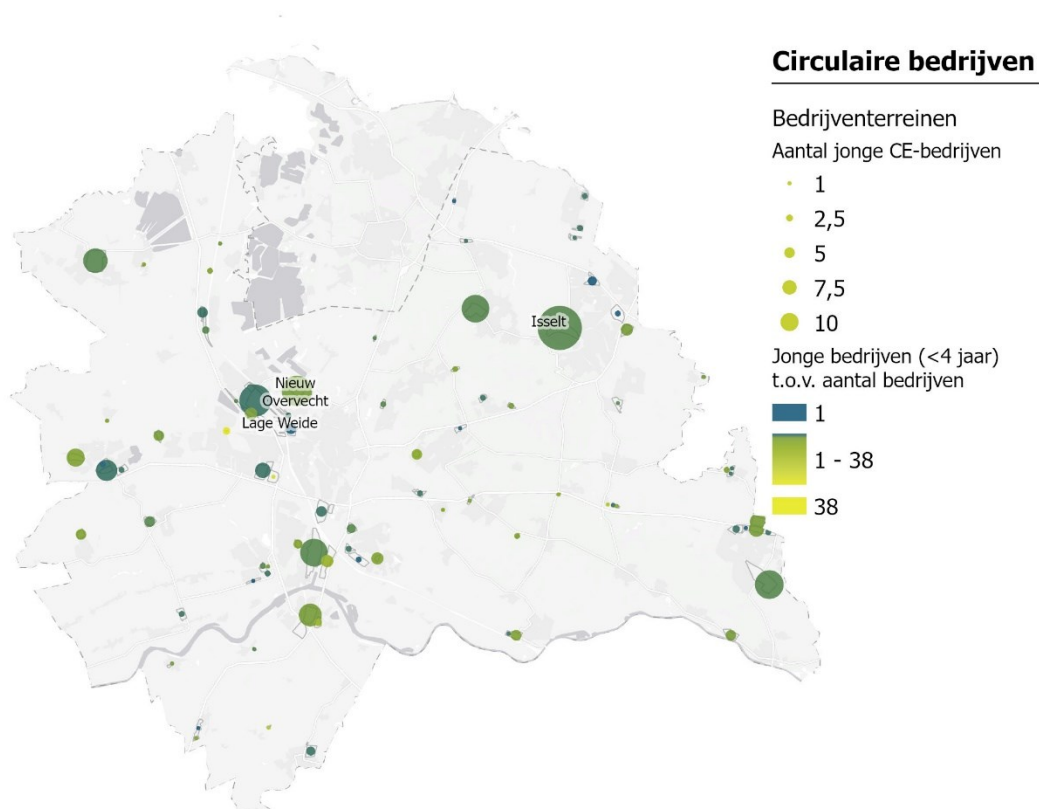 Circulaire bedrijven
Bedrijventerreinen
Aantal jonge CE-bedrijven
1
2,5
5
7,5
10
Jonge bedrijven (<4 jaar)
t.o.v. aantal bedrijven
1
1 - 38
38
Isselt
Nieuw
Overvecht
Lage Weide